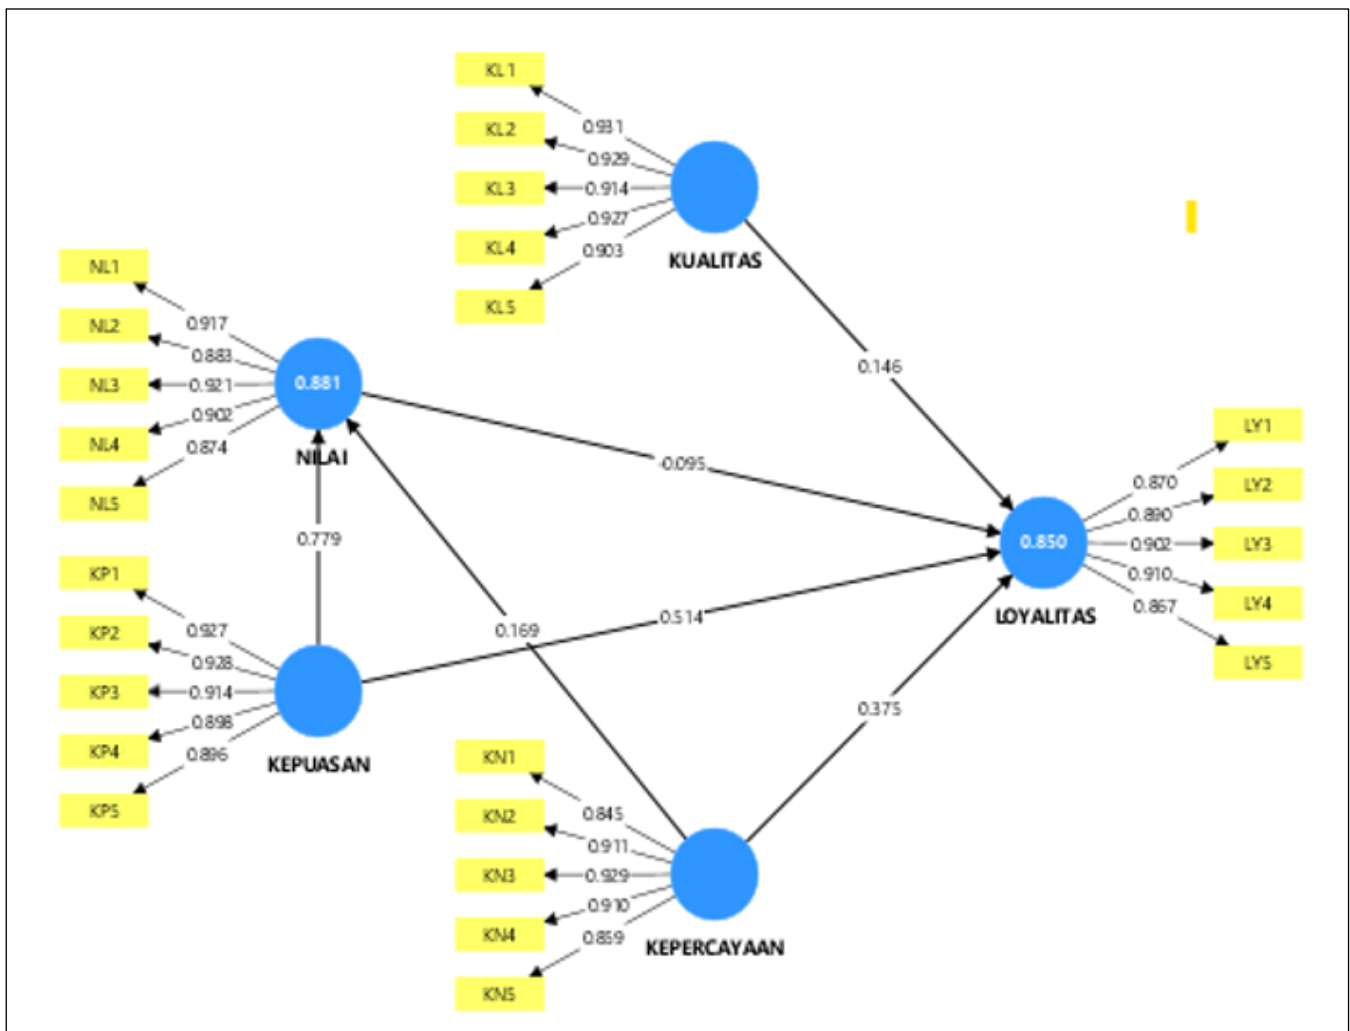 KL1
KL2
KL3
KL4
KL5
0.931
0.929
0.914
0.927
0.903
KUALITAS
NL1
NL2
NL3
NL4
NL5
0.917
0.883
0.921
0.902
0.874
0.881
NILAI
0.146
-0.095
0.779
0.169
0.514
0.375
0.850
LOYALITAS
0.870
0.890
0.902
0.910
0.867
LY1
LY2
LY3
LY4
LY5
KP1
KP2
KP3
KP4
KP5
0.927
0.928
0.914
0.898
0.896
KEPUASAN
KN1
KN2
KN3
KN4
KN5
0.845
0.911
0.929
0.910
0.859
KEPERCAYAAN